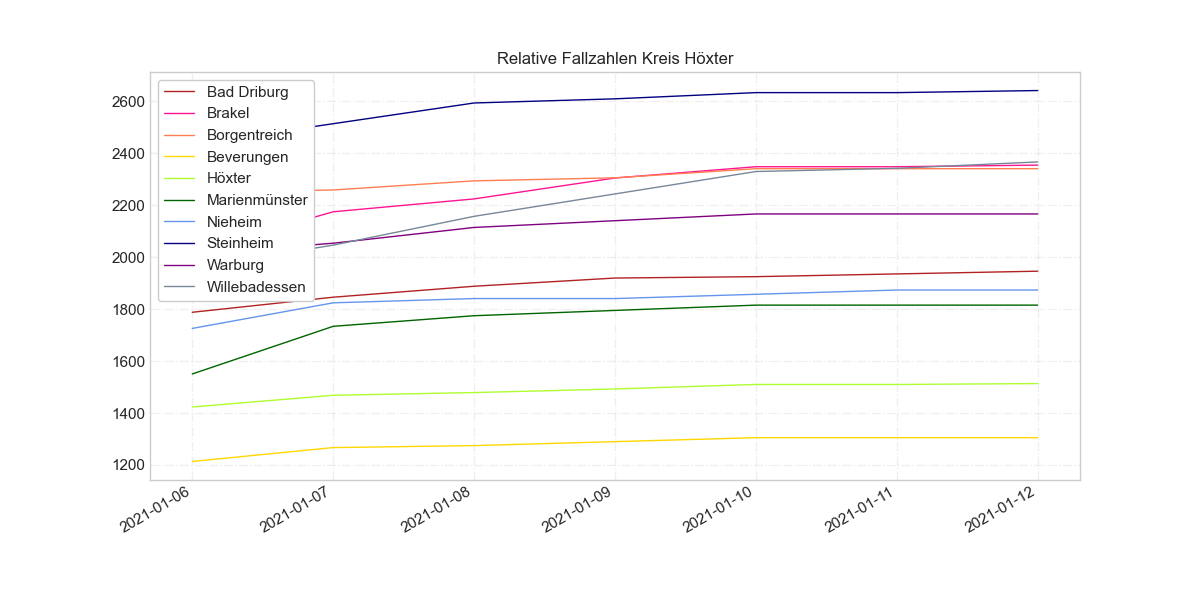 Relative Fallzahlen Kreis Höxter
Bad Driburg
Brakel
Borgentreich
Beverungen
Höxter
Marienmünster
Nieheim
Steinheim
Warburg
Willebadessen
2600
2400
2200
2000
1800
1600
1400
1200
2021-01-06
2021-01-07
2021-01-08
2021-01-09
2021-01-10
2021-01-11
2021-01-12